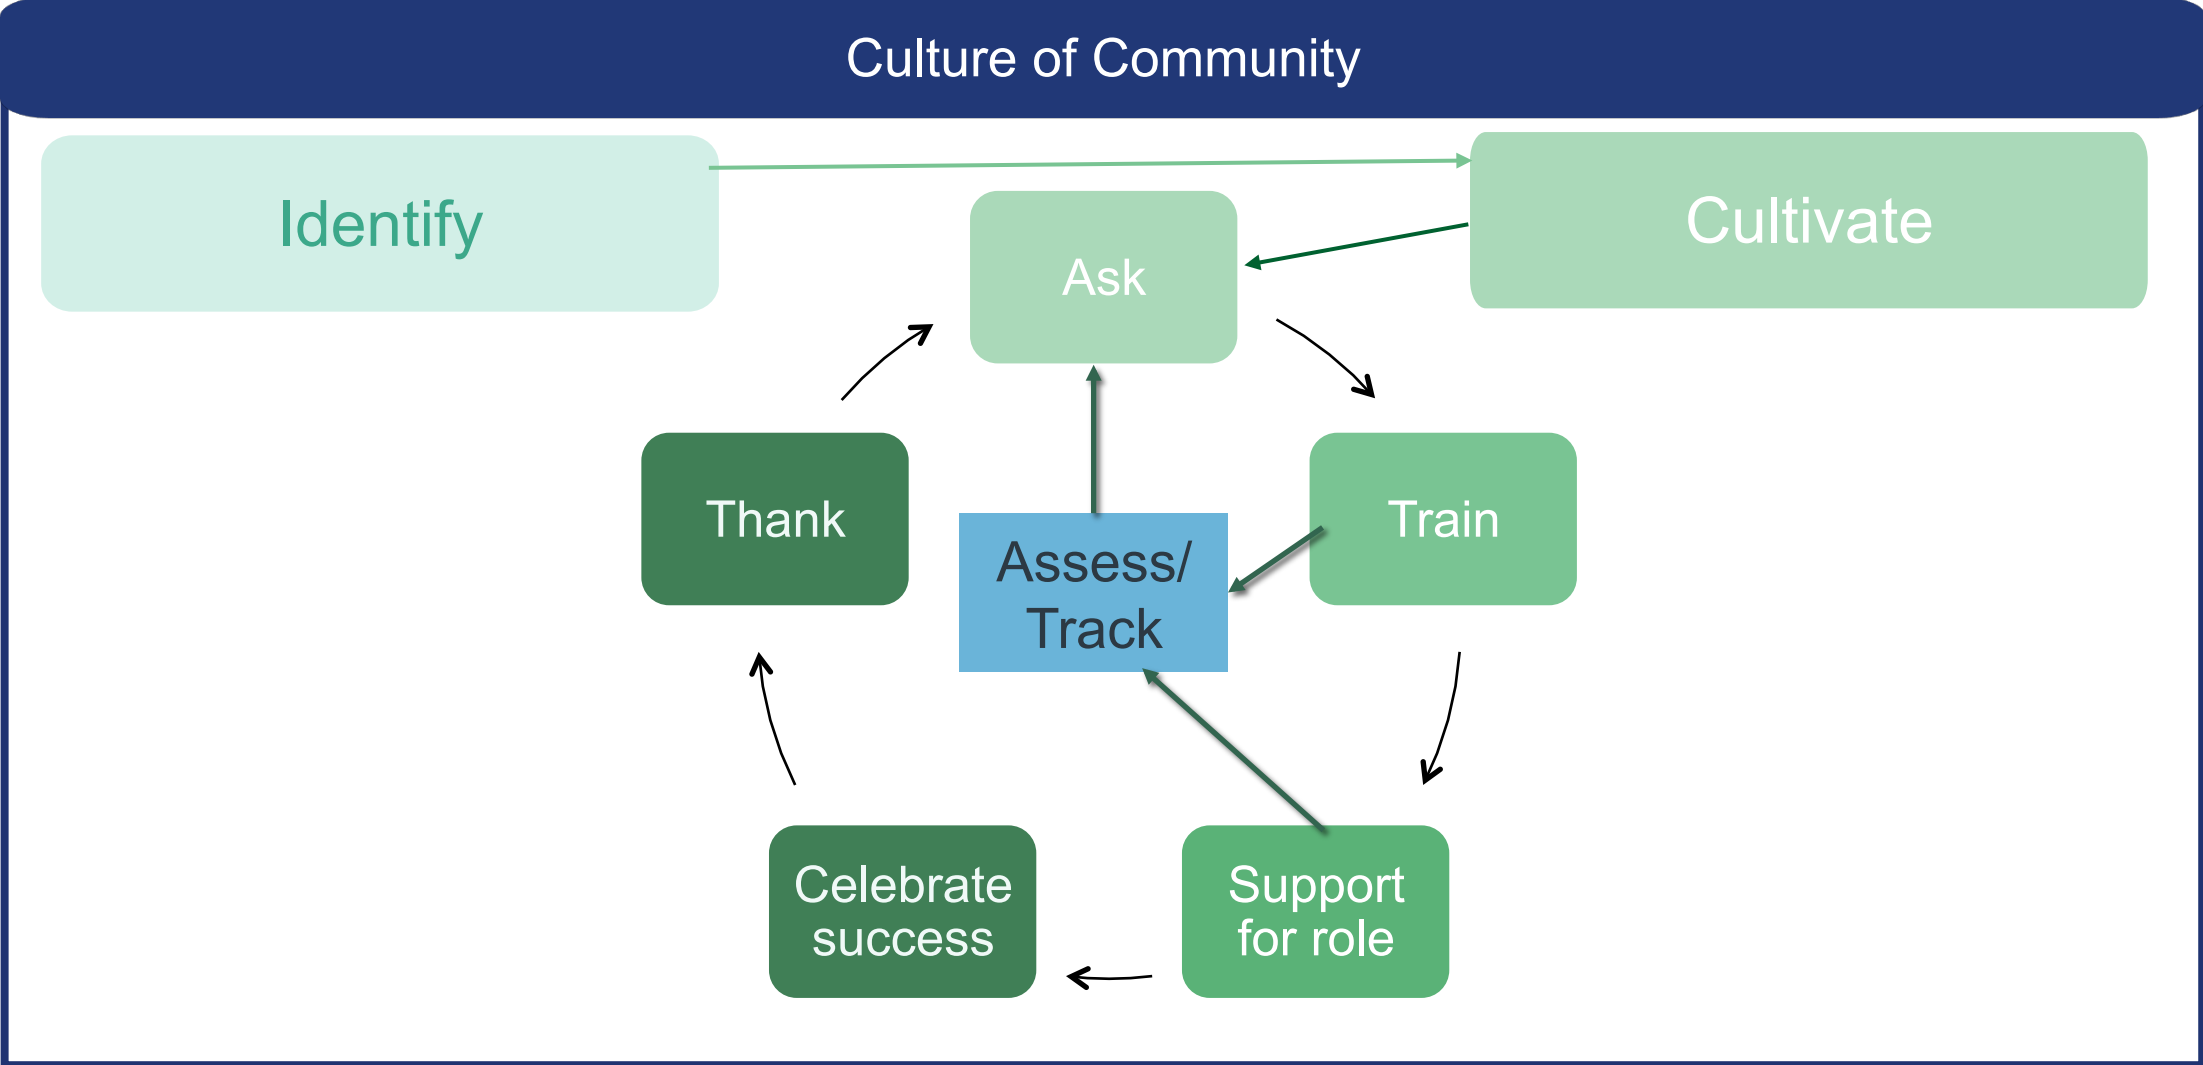 Culture of Community
Identify
Cultivate
Ask
Thank
Train
Assess/
Track
Celebrate
success
Support
for role